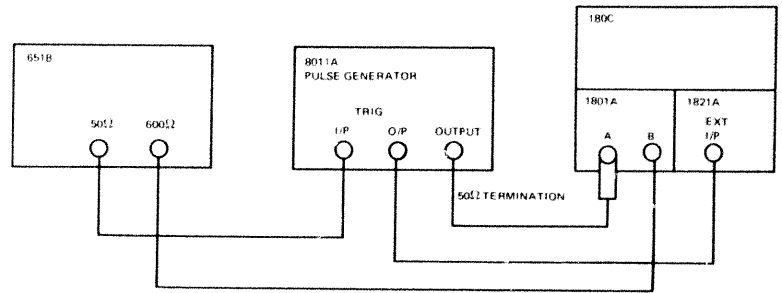 180C
651B
8011A
PULSE GENERATOR
1801A
1821A
TRIG
EXT
50Ω
600Ω
I/P
O/P
OUTPUT
A
B
I/P
50Ω TERMINATION